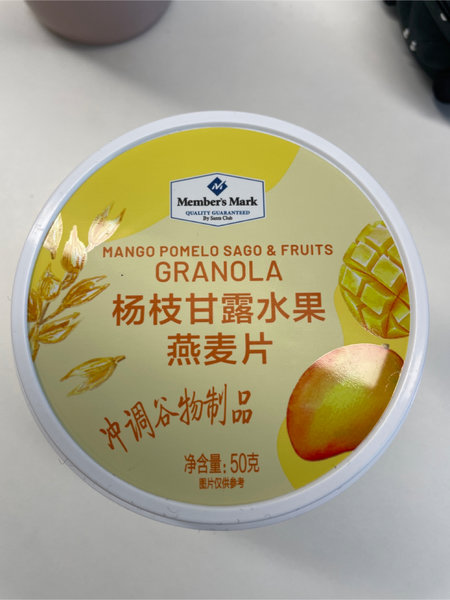 Member's Mark
QUALITY GUARANTEED
By Sam's Club
MANGO POMELO SAGO & FRUITS
GRANOLA
杨枝甘露水果
燕麦片
冲调谷物制品
净含量:50克
图片仅供参考